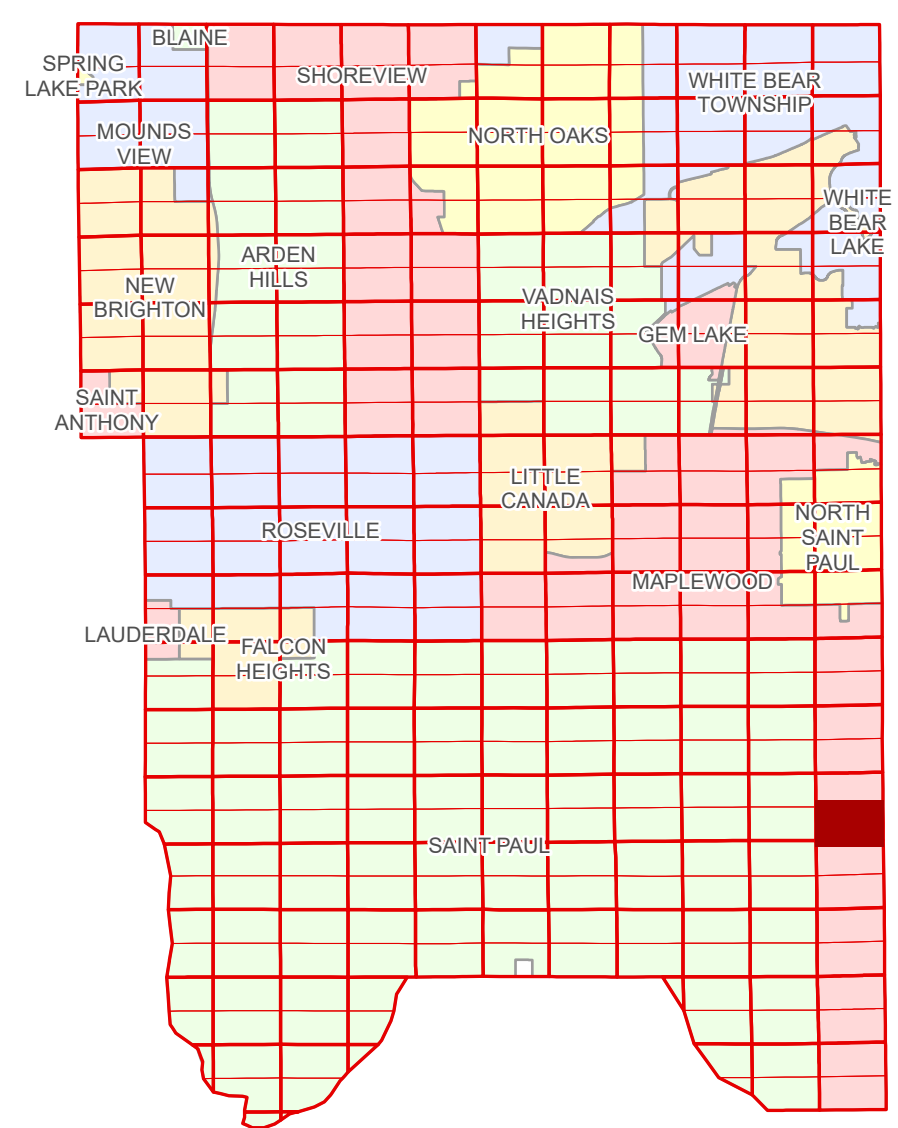 BLAINE
SPRING
LAKE PARK
SHOREVIEW
WHITE BEAR
TOWNSHIP
MOUNDS
VIEW
NORTH OAKS
WHITE
BEAR
LAKE
ARDEN
HILLS
NEW
BRIGHTON
VADNAIS
HEIGHTS
GEM LAKE
SAINT
ANTHONY
LITTLE
CANADA
ROSEVILLE
NORTH
SAINT
PAUL
MAPLEWOOD
LAUDERDALE
FALCON
HEIGHTS
SAINT PAUL